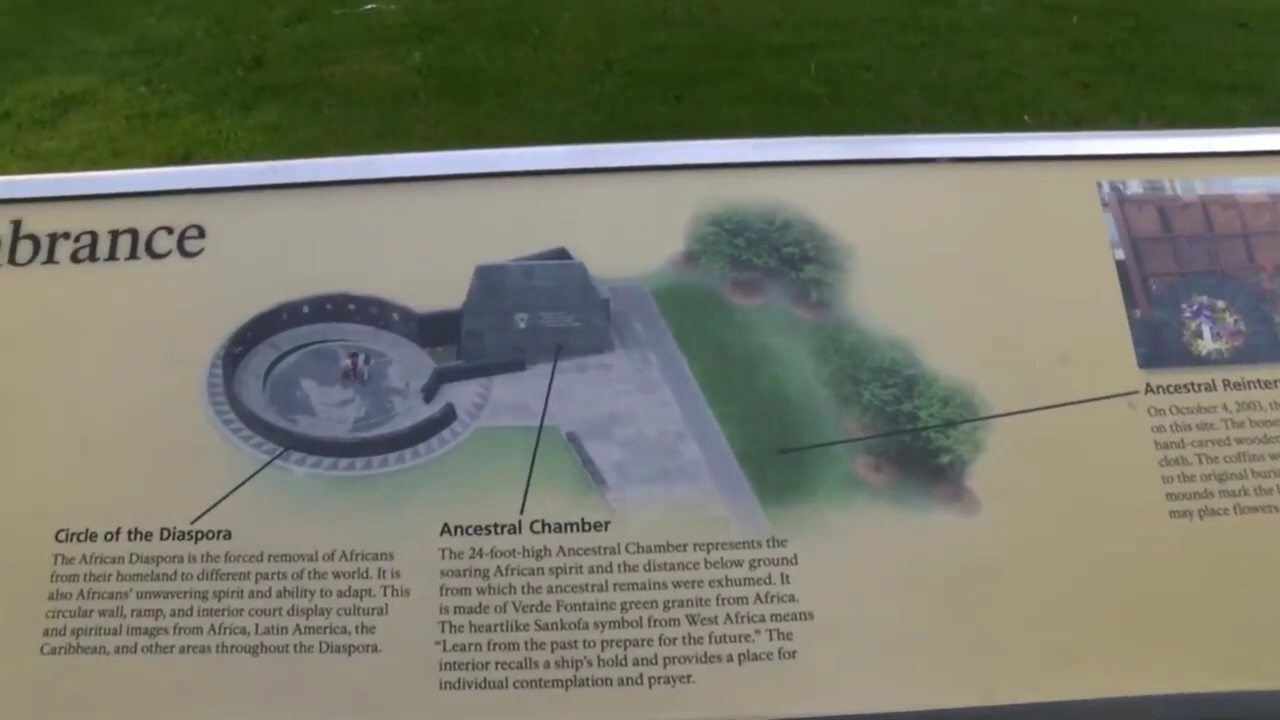 brance
Circle of the Diaspora
The African Diaspora is the forced removal of Africans
from their homeland to different parts of the world. It is
also Africans' unwavering spirit and ability to adapt. This
circular wall, ramp, and interior court display cultural
and spiritual images from Africa, Latin America, the
Caribbean, and other areas throughout the Diaspora.
Ancestral Chamber
The 24-foot-high Ancestral Chamber represents the
soaring African spirit and the distance below ground
from which the ancestral remains were exhumed. It
is made of Verde Fontaine green granite from Africa.
The heartlike Sankofa symbol from West Africa means
"Learn from the past to prepare for the future." The
interior recalls a ship's hold and provides a place for
individual contemplation and prayer.
Ancestral Reinter
On October 4, 2003, th
on this site. The bone
hand-carved wooden
cloth. The coffins w
to the original buria
mounds mark the b
may place flowers